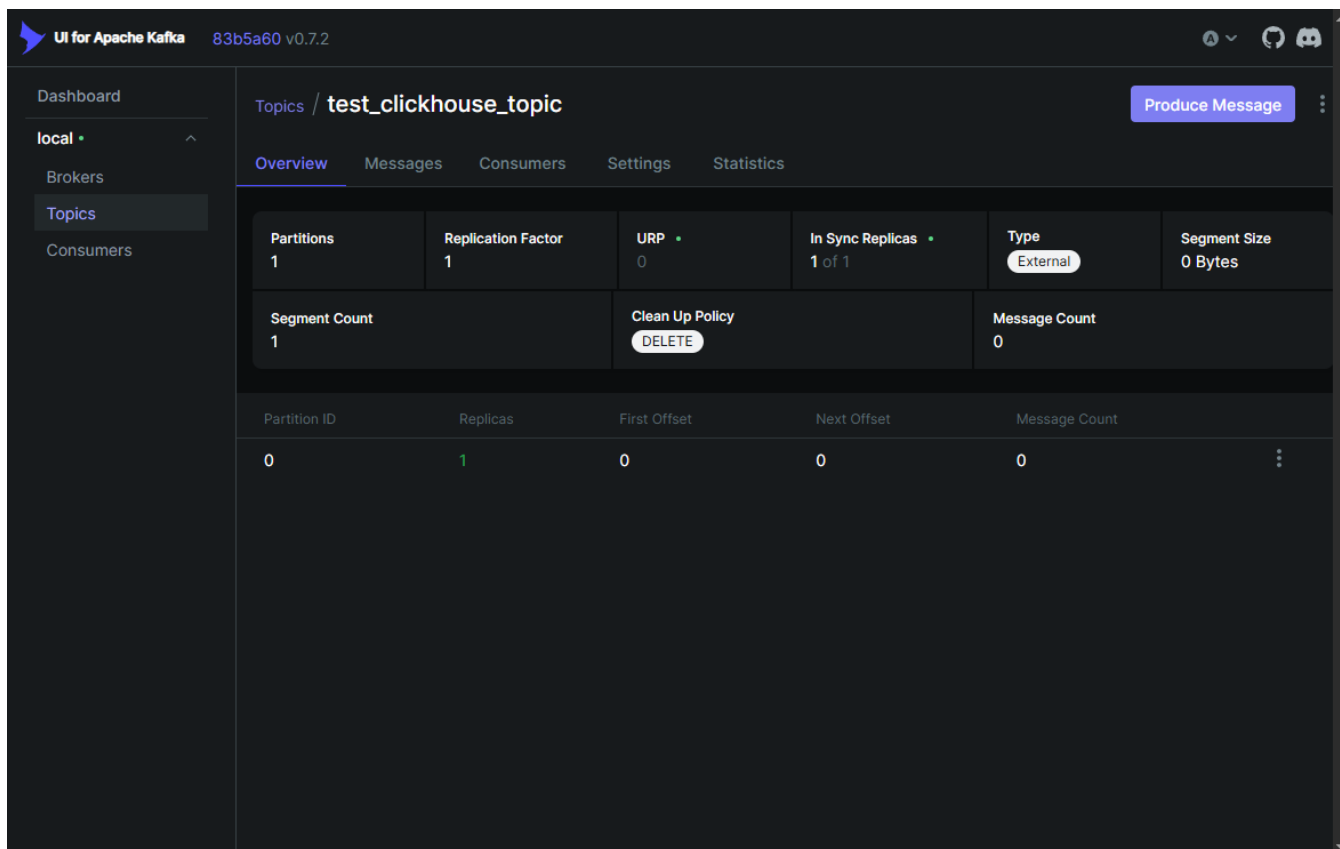 UI for Apache Kafka 83b5a60 v0.7.2
Dashboard
local
Brokers
Topics
Consumers
Topics / test_clickhouse_topic
Produce Message
Overview Messages Consumers Settings Statistics
Partitions Replication Factor URP In Sync Replicas Type Segment Size
1 1 0 1 of 1 External 0 Bytes
Segment Count Clean Up Policy Message Count
1 DELETE 0
Partition ID Replicas First Offset Next Offset Message Count
0 1 0 0 0